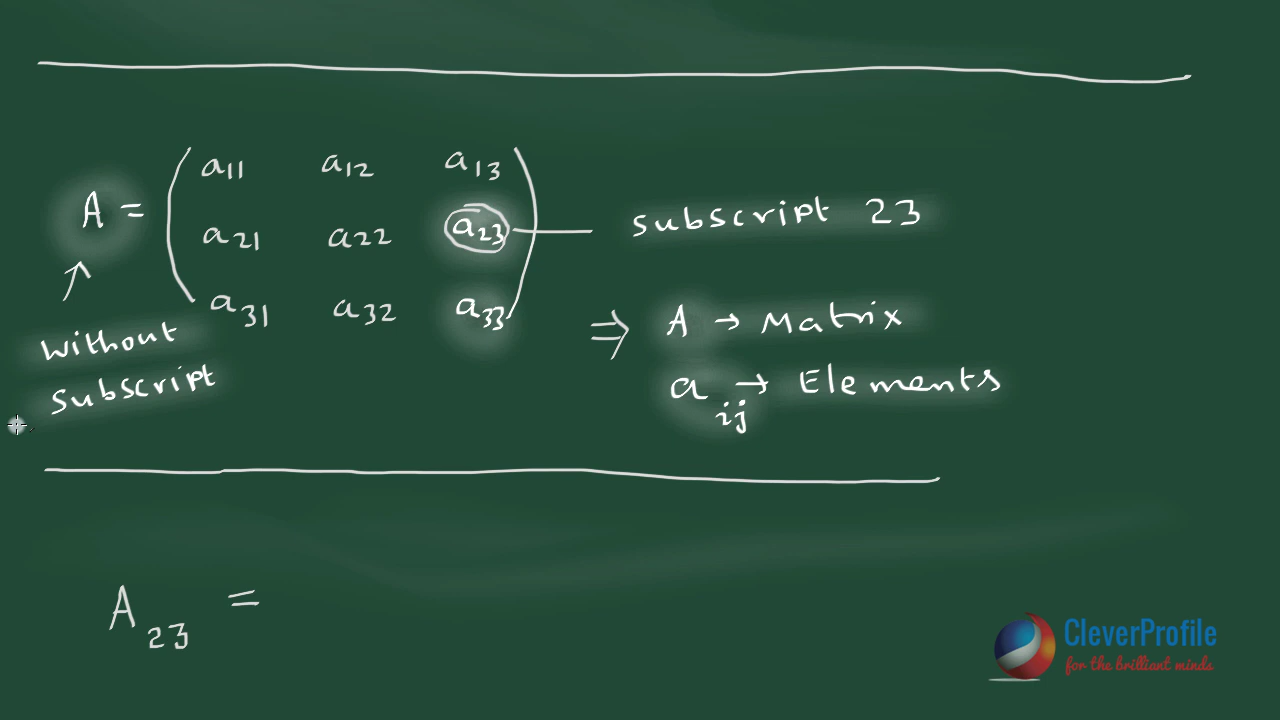 A = ( a11 a12 a13
a21 a22 a23
a31 a32 a33 )
subscript 23
without
subscript
⇒ A → Matrix
a ij → Elements
A 23 =
CleverProfile
for the brilliant minds